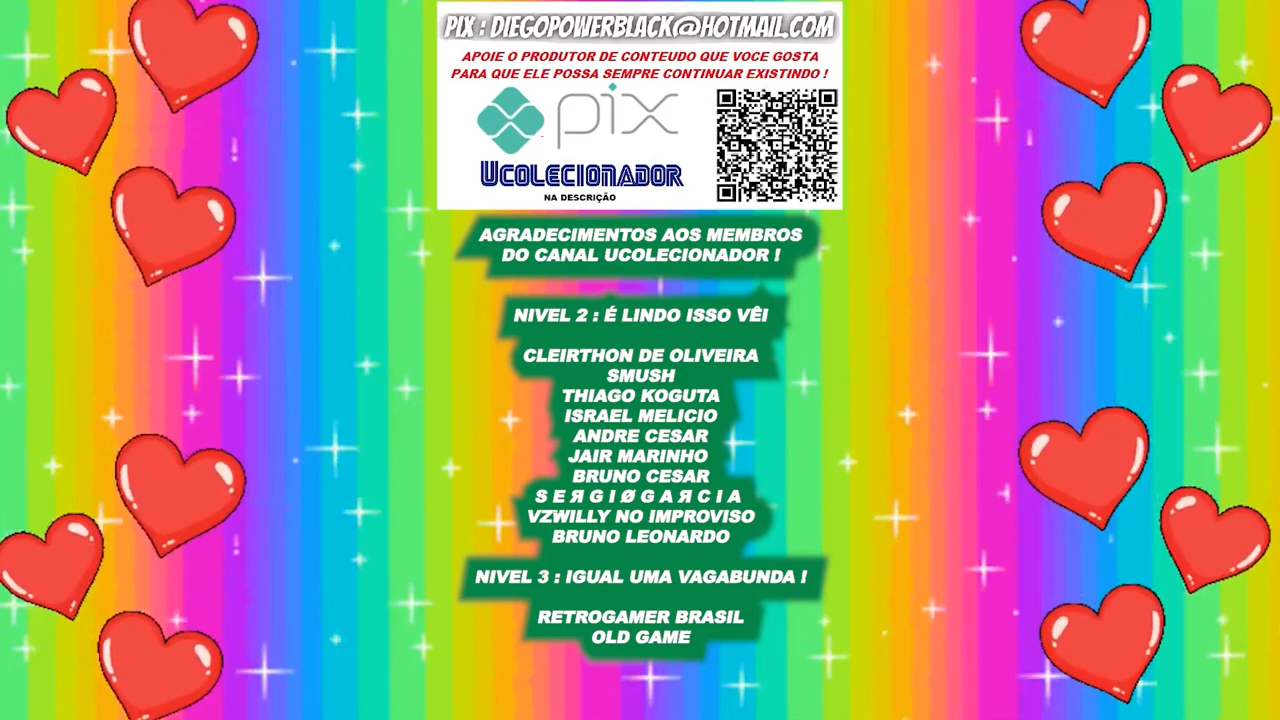 PIX : DIEGOPOWERBLACK@HOTMAIL.COM
APOIE O PRODUTOR DE CONTEUDO QUE VOCE GOSTA
PARA QUE ELE POSSA SEMPRE CONTINUAR EXISTINDO !
pix
UCOLECIONADOR
NA DESCRIÇÃO
AGRADECIMENTOS AOS MEMBROS
DO CANAL UCOLECIONADOR !
NIVEL 2 : É LINDO ISSO VÊI
CLEIRTHON DE OLIVEIRA
SMUSH
THIAGO KOGUTA
ISRAEL MELICIO
ANDRE CESAR
JAIR MARINHO
BRUNO CESAR
S E Я G I Ø G A Я C I A
VZWILLY NO IMPROVISO
BRUNO LEONARDO
NIVEL 3 : IGUAL UMA VAGABUNDA !
RETROGAMER BRASIL
OLD GAME